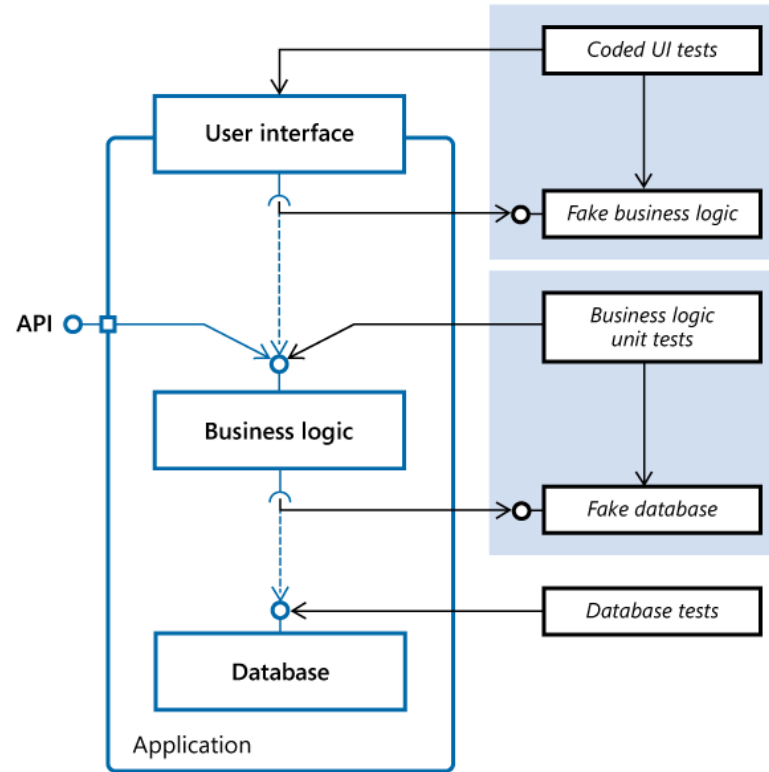 Coded UI tests
User interface
Fake business logic
API
Business logic
unit tests
Business logic
Fake database
Database tests
Database
Application